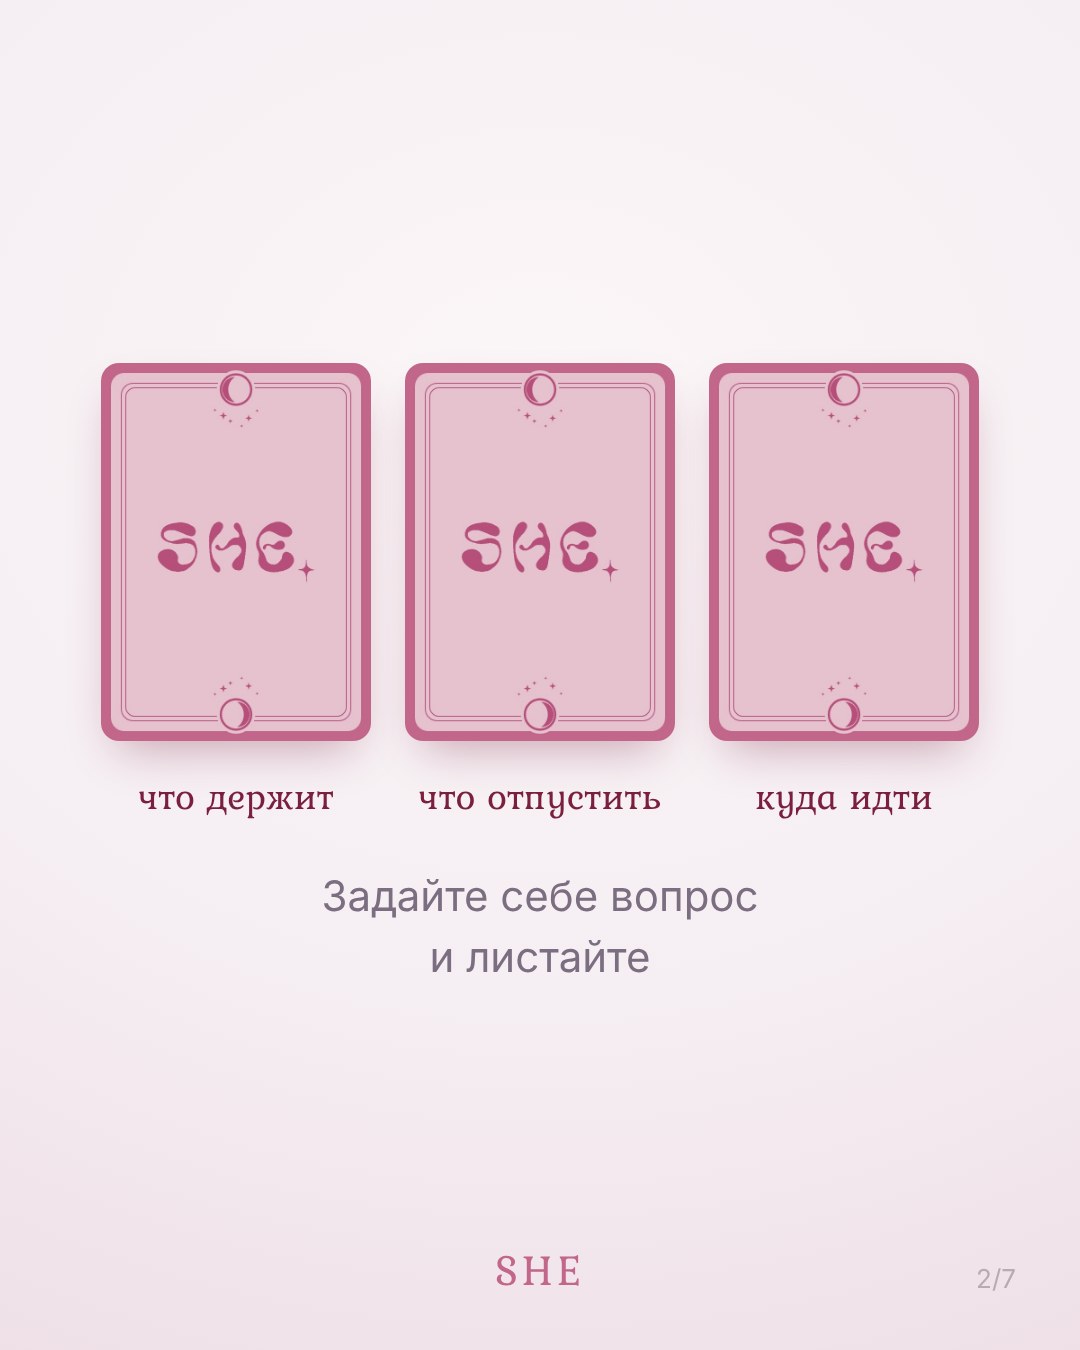 SHE SHE SHE
что держит что отпустить куда идти
Задайте себе вопрос
и листайте
SHE
2/7